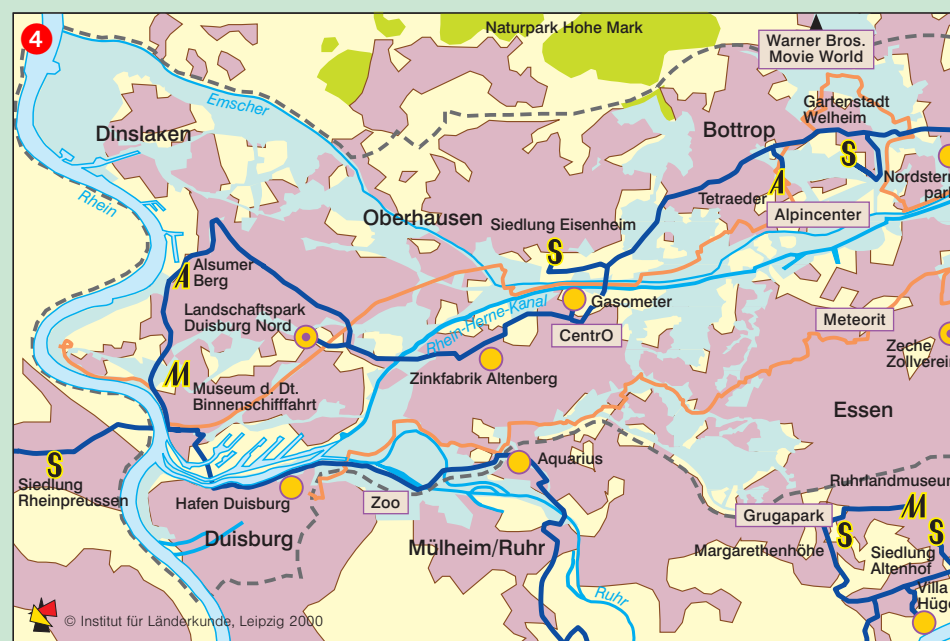 4
Naturpark Hohe Mark
Warner Bros.
Movie World
Emscher
Gartenstadt
Welheim
Dinslaken
Bottrop
S
Nordstern
park
Rhein
Tetraeder
A
Alpincenter
Oberhausen
Siedlung Eisenheim
S
A
Alsumer
Berg
Landschaftspark
Duisburg Nord
Rhein-Herne-Kanal
Gasometer
CentrO
Meteorit
Zeche
Zollverein
Zinkfabrik Altenberg
M
Museum d. Dt.
Binnenschifffahrt
Essen
S
Siedlung
Rheinpreussen
Aquarius
Hafen Duisburg
Zoo
Ruhrlandmuseum
M
Grugapark
S
S
Duisburg
Mülheim/Ruhr
Margarethenhöhe
Siedlung
Altenhof
Ruhr
Villa
Hüge
© Institut für Länderkunde, Leipzig 2000